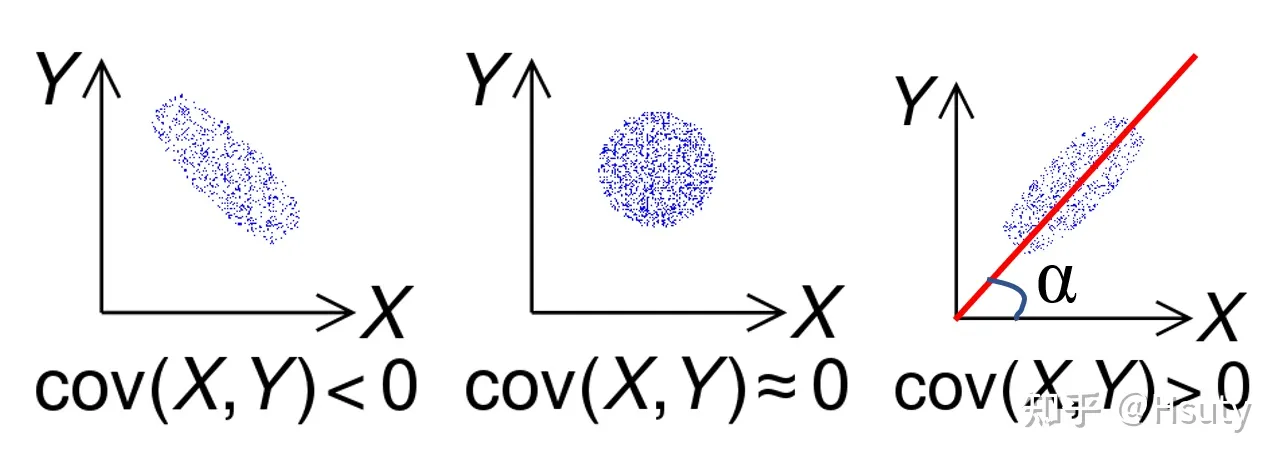 Y
X
cov(X,Y)<0
Y
X
cov(X,Y)≈0
Y
α
X
cov(X,Y)>0
知乎 @Hsuty